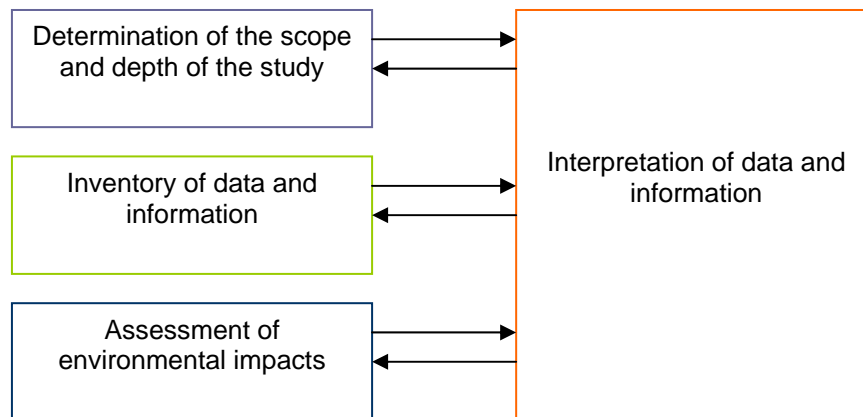 Determination of the scope
and depth of the study
Inventory of data and
information
Interpretation of data and
information
Assessment of
environmental impacts